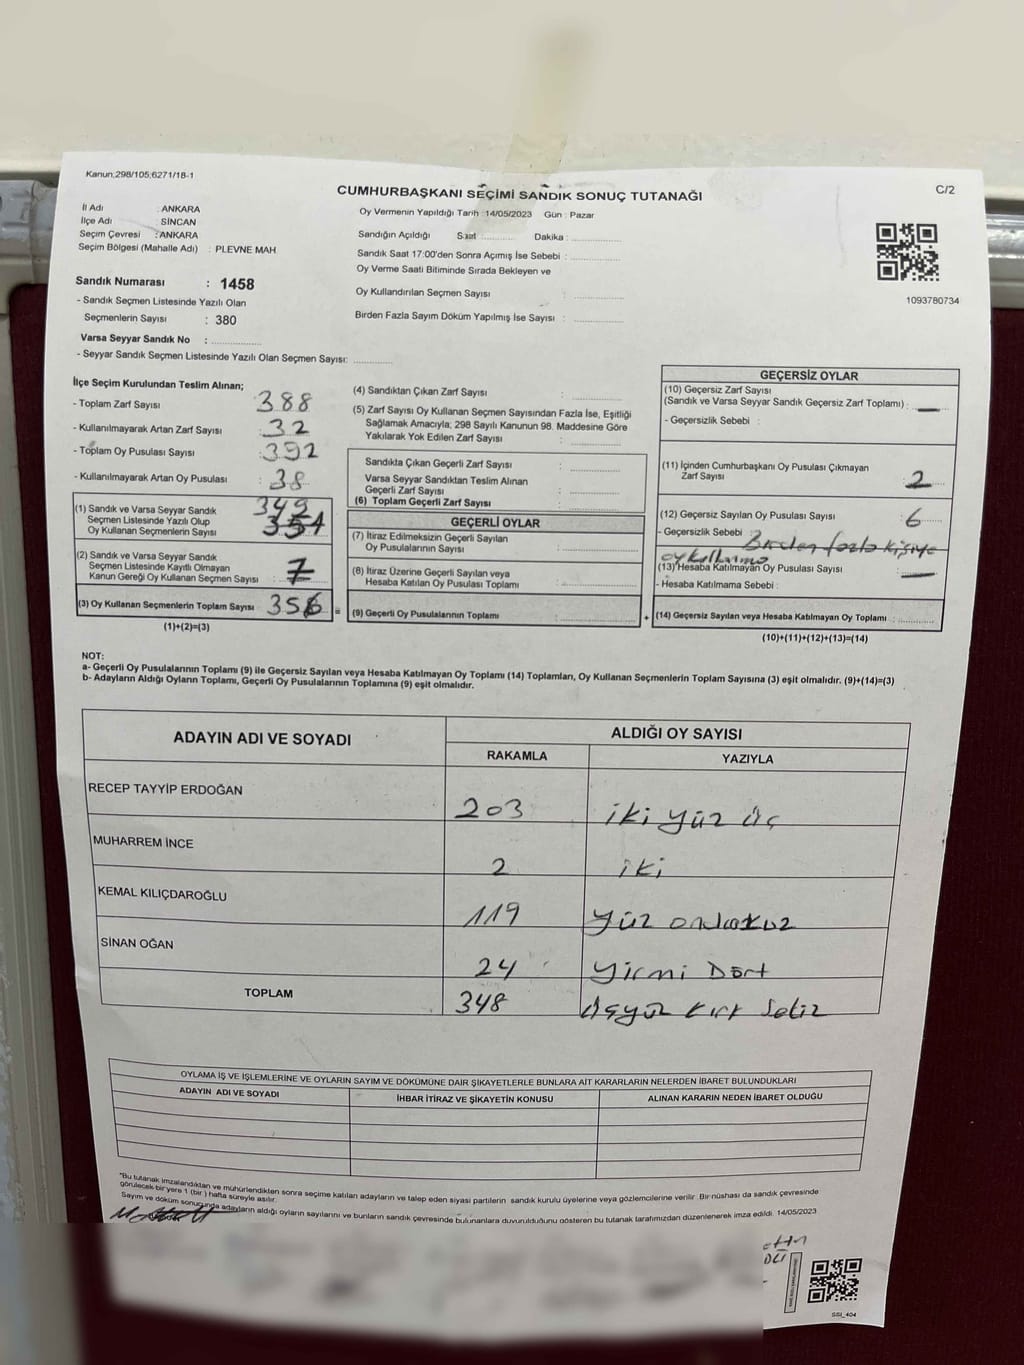 Kanun;298/105;6271/18-1
C/2
CUMHURBAŞKANI SEÇİMİ SANDIK SONUÇ TUTANAĞI
İl Adı : ANKARA
İlçe Adı : SİNCAN
Seçim Çevresi : ANKARA
Seçim Bölgesi (Mahalle Adı) : PLEVNE MAH.
Oy Vermenin Yapıldığı Tarih :14/05/2023 Gün : Pazar
Sandığın Açıldığı Saat :............ Dakika :..............
Sandık Saat 17:00'den Sonra Açımış İse Sebebi :..............
Oy Verme Saati Bitiminde Sırada Bekleyen ve
Oy Kullandırılan Seçmen Sayısı :..............
Birden Fazla Sayım Döküm Yapılmış İse Sayısı :..............
1093780734
Sandık Numarası : 1458
- Sandık Seçmen Listesinde Yazılı Olan
Seçmenlerin Sayısı : 380
Varsa Seyyar Sandık No :..............
- Seyyar Sandık Seçmen Listesinde Yazılı Olan Seçmen Sayısı:............
İlçe Seçim Kurulundan Teslim Alınan;
- Toplam Zarf Sayısı : 388
- Kullanılmayarak Artan Zarf Sayısı : 32
- Toplam Oy Pusulası Sayısı : 392
- Kullanılmayarak Artan Oy Pusulası : 38
(1) Sandık ve Varsa Seyyar Sandık
Seçmen Listesinde Yazılı Olup
Oy Kullanan Seçmenlerin Sayısı : 349
(2) Sandık ve Varsa Seyyar Sandık
Seçmen Listesinde Kayıtlı Olmayan
Kanun Gereği Oy Kullanan Seçmen Sayısı : 7
(3) Oy Kullanan Seçmenlerin Toplam Sayısı : 356 =
(1)+(2)=(3)
(4) Sandıktan Çıkan Zarf Sayısı :..............
(5) Zarf Sayısı Oy Kullanan Seçmen Sayısından Fazla İse, Eşitliği
Sağlamak Amacıyla; 298 Sayılı Kanunun 98. Maddesine Göre
Yakılarak Yok Edilen Zarf Sayısı :..............
Sandıkta Çıkan Geçerli Zarf Sayısı :..............
Varsa Seyyar Sandıktan Teslim Alınan
Geçerli Zarf Sayısı :..............
(6) Toplam Geçerli Zarf Sayısı :..............
GEÇERLİ OYLAR
(7) İtiraz Edilmeksizin Geçerli Sayılan
Oy Pusulalarının Sayısı :..............
(8) İtiraz Üzerine Geçerli Sayılan veya
Hesaba Katılan Oy Pusulası Toplamı :..............
(9) Geçerli Oy Pusulalarının Toplamı :.............. +
GEÇERSİZ OYLAR
(10) Geçersiz Zarf Sayısı
(Sandık ve Varsa Seyyar Sandık Geçersiz Zarf Toplamı) : —
- Geçersizlik Sebebi :
(11) İçinden Cumhurbaşkanı Oy Pusulası Çıkmayan
Zarf Sayısı : 2
(12) Geçersiz Sayılan Oy Pusulası Sayısı : 6
- Geçersizlik Sebebi Birden fazla kişiye
oy kullanma
(13) Hesaba Katılmayan Oy Pusulası Sayısı : —
- Hesaba Katılmama Sebebi :
(14) Geçersiz Sayılan veya Hesaba Katılmayan Oy Toplamı :..............
(10)+(11)+(12)+(13)=(14)
NOT:
a- Geçerli Oy Pusulalarının Toplamı (9) ile Geçersiz Sayılan veya Hesaba Katılmayan Oy Toplamı (14) Toplamları, Oy Kullanan Seçmenlerin Toplam Sayısına (3) eşit olmalıdır. (9)+(14)=(3)
b- Adayların Aldığı Oyların Toplamı, Geçerli Oy Pusulalarının Toplamına (9) eşit olmalıdır.
ADAYIN ADI VE SOYADI
ALDIĞI OY SAYISI
RAKAMLA YAZIYLA
RECEP TAYYİP ERDOĞAN 203 iki yüz üç
MUHARREM İNCE 2 iki
KEMAL KILIÇDAROĞLU 119 yüz ondokuz
SİNAN OĞAN 24 yirmi Dört
TOPLAM 348 üçyüz kırk sekiz
OYLAMA İŞ VE İŞLEMLERİNE VE OYLARIN SAYIM VE DÖKÜMÜNE DAİR ŞİKAYETLERLE BUNLARA AİT KARARLARIN NELERDEN İBARET BULUNDUKLARI
ADAYIN ADI VE SOYADI İHBAR İTİRAZ VE ŞİKAYETİN KONUSU ALINAN KARARIN NEDEN İBARET OLDUĞU
*Bu tutanak imzalandıktan ve mühürlendikten sonra seçime katılan adayların ve talep eden siyasi partilerin sandık kurulu üyelerine veya gözlemcilerine verilir. Bir nüshası da sandık çevresinde
görülecek bir yere 1 (bir.) hafta süreyle asılır.
Sayım ve döküm sonucunda adayların aldığı oyların sayılarını ve bunların sandık çevresinde bulunanlara duyurulduğunu gösteren bu tutanak tarafımızdan düzenlenerek imza edildi. 14/05/2023
SSI_404